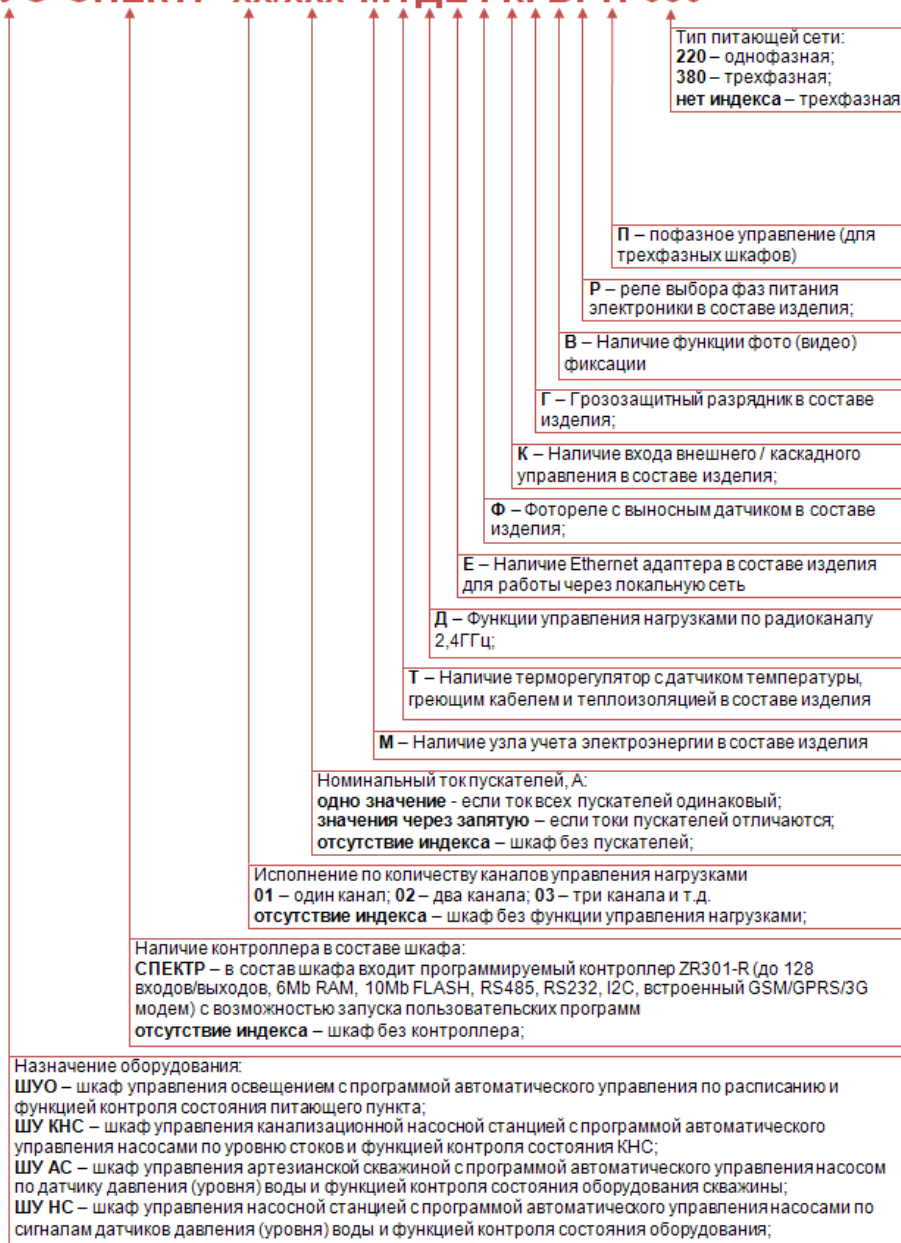 Тип питающей сети:
220 – однофазная;
380 – трехфазная;
нет индекса – трехфазная
П – пофазное управление (для
трехфазных шкафов)
Р – реле выбора фаз питания
электроники в составе изделия;
В – Наличие функции фото (видео)
фиксации
Г – Грозозащитный разрядник в составе
изделия;
К – Наличие входа внешнего / каскадного
управления в составе изделия;
Ф – Фотореле с выносным датчиком в составе
изделия;
Е – Наличие Ethernet адаптера в составе изделия
для работы через локальную сеть
Д – Функции управления нагрузками по радиоканалу
2,4ГГц;
Т – Наличие терморегулятор с датчиком температуры,
греющим кабелем и теплоизоляцией в составе изделия
М – Наличие узла учета электроэнергии в составе изделия
Номинальный ток пускателей, А:
одно значение - если ток всех пускателей одинаковый;
значения через запятую – если токи пускателей отличаются;
отсутствие индекса – шкаф без пускателей;
Исполнение по количеству каналов управления нагрузками
01 – один канал; 02 – два канала; 03 – три канала и т.д.
отсутствие индекса – шкаф без функции управления нагрузками;
Наличие контроллера в составе шкафа:
СПЕКТР – в состав шкафа входит программируемый контроллер ZR301-R (до 128
входов/выходов, 6Mb RAM, 10Mb FLASH, RS485, RS232, I2C, встроенный GSM/GPRS/3G
модем) с возможностью запуска пользовательских программ
отсутствие индекса – шкаф без контроллера;
Назначение оборудования:
ШУО – шкаф управления освещением с программой автоматического управления по расписанию и
функцией контроля состояния питающего пункта;
ШУ КНС – шкаф управления канализационной насосной станцией с программой автоматического
управления насосами по уровню стоков и функцией контроля состояния КНС;
ШУ АС – шкаф управления артезианской скважиной с программой автоматического управления насосом
по датчику давления (уровня) воды и функцией контроля состояния оборудования скважины;
ШУ НС – шкаф управления насосной станцией с программой автоматического управления насосами по
сигналам датчиков давления (уровня) воды и функцией контроля состояния оборудования;